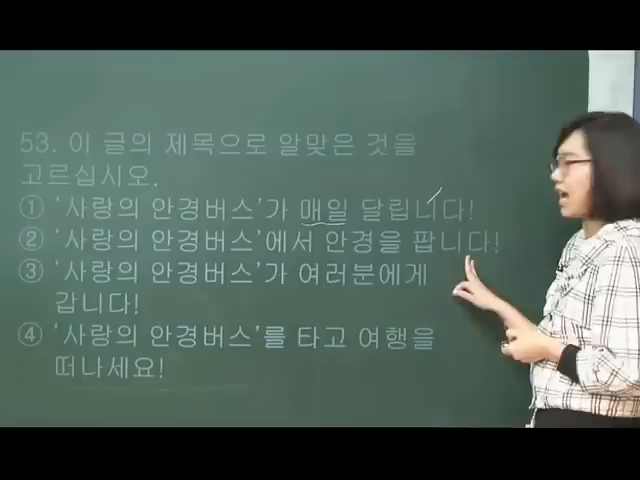 53. 이 글의 제목으로 알맞은 것을
고르십시오.
① ‘사랑의 안경버스’가 매일 달립니다!
② ‘사랑의 안경버스’에서 안경을 팝니다!
③ ‘사랑의 안경버스’가 여러분에게
갑니다!
④ ‘사랑의 안경버스’를 타고 여행을
떠나세요!